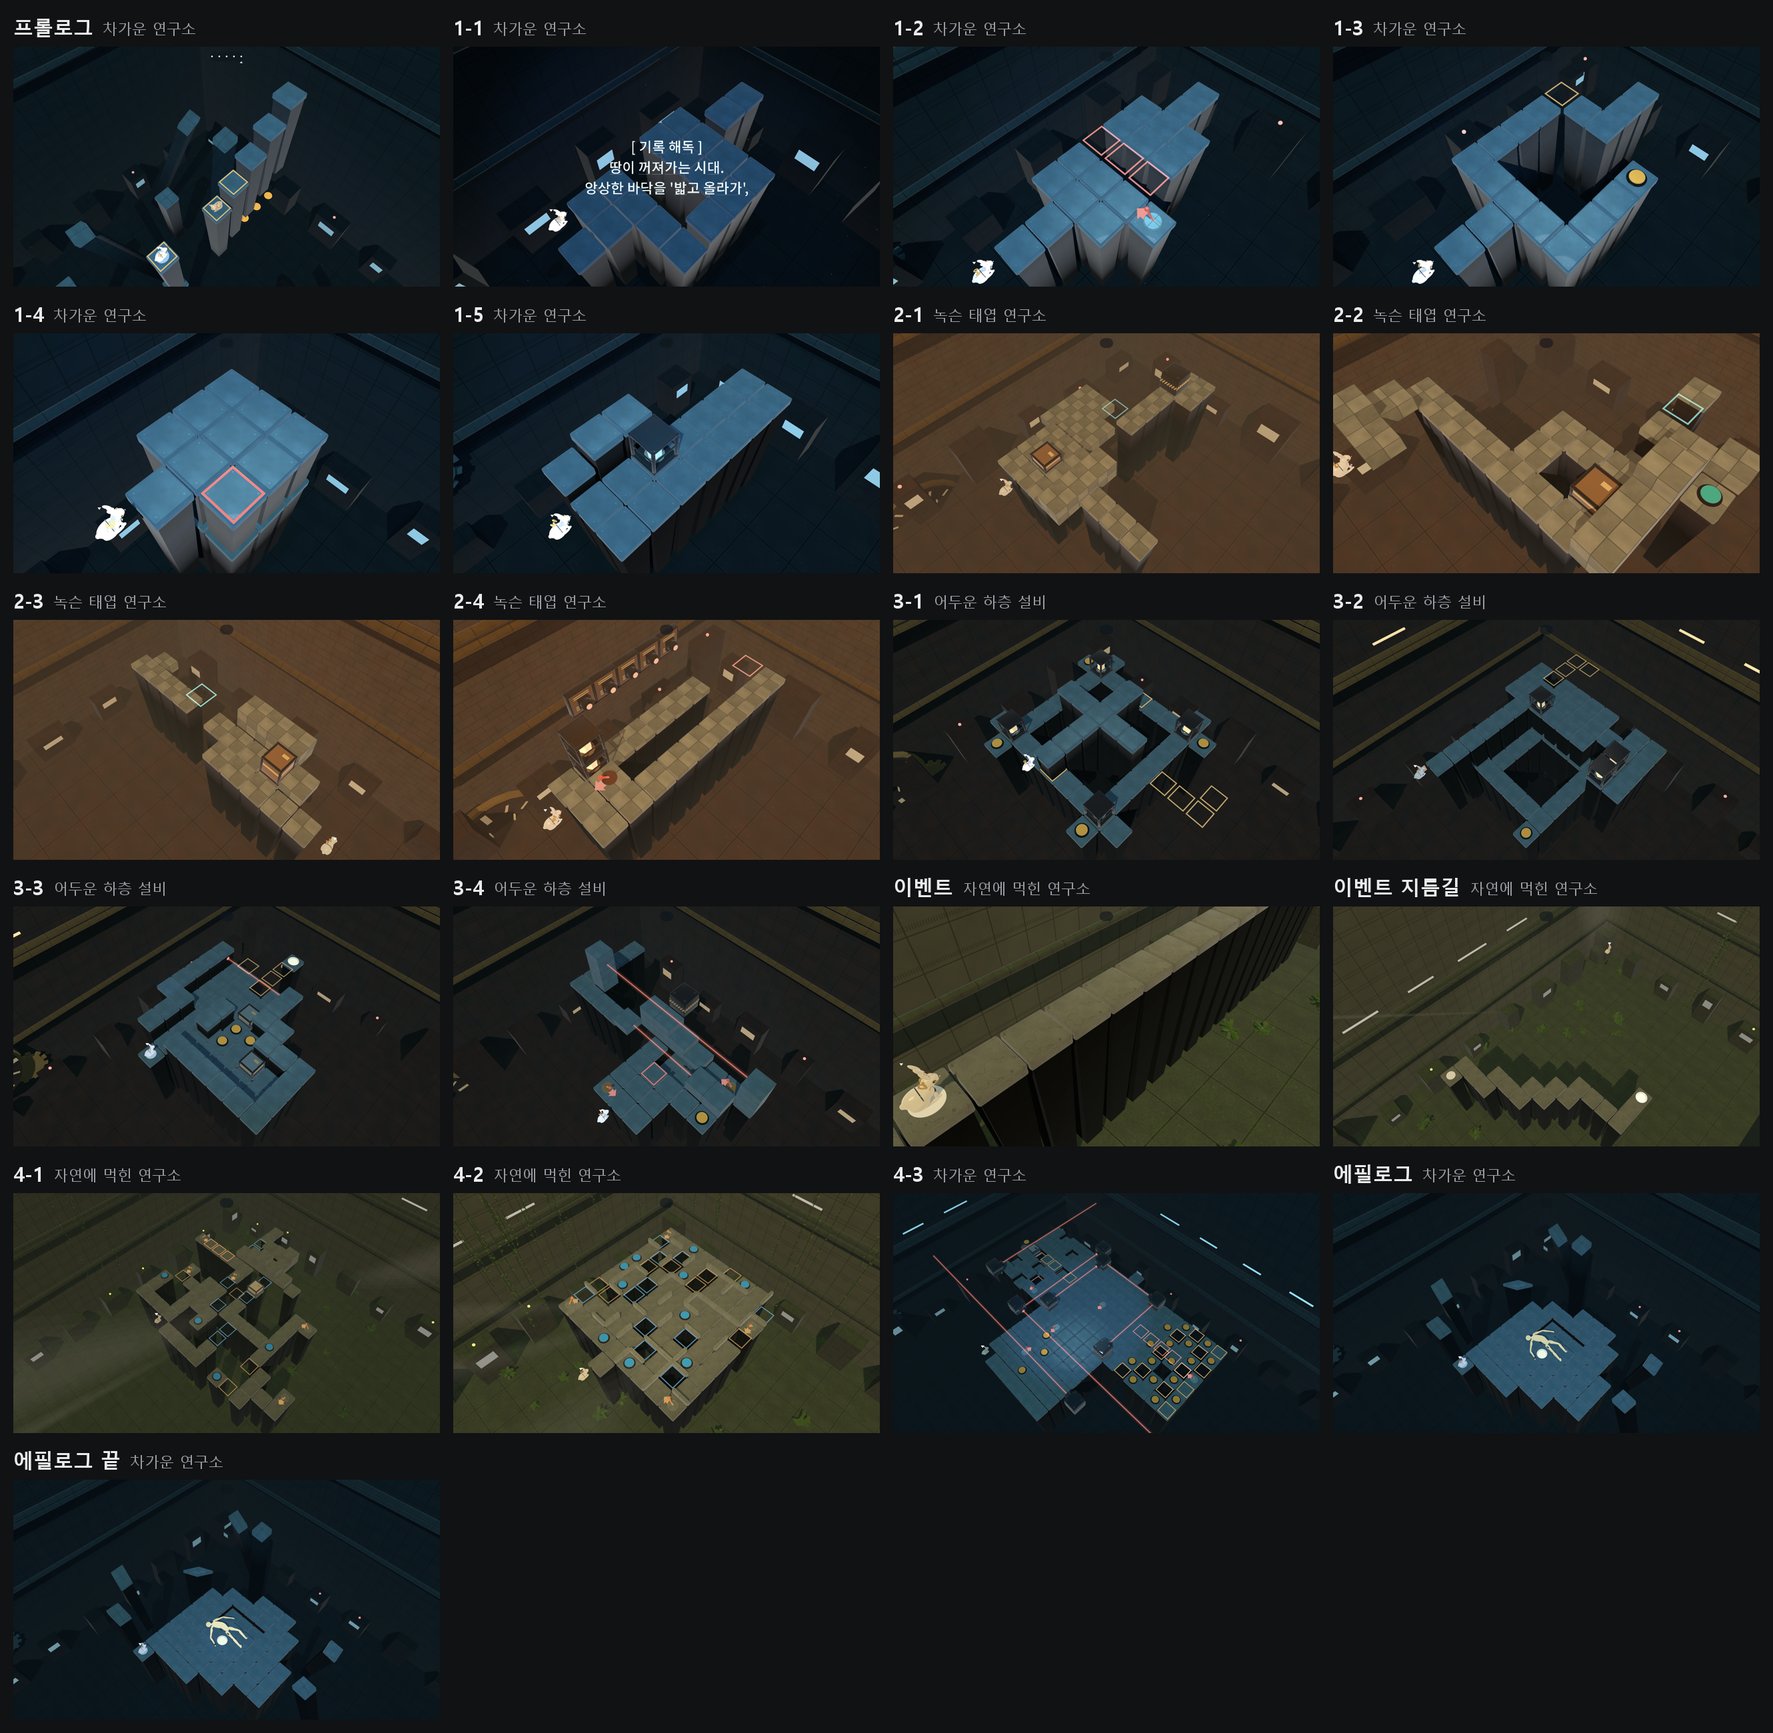 프롤로그 차가운 연구소
1-1 차가운 연구소
1-2 차가운 연구소
1-3 차가운 연구소
[ 기록 해독 ]
땅이 꺼져가는 시대.
앙상한 바닥을 '밟고 올라가',
1-4 차가운 연구소
1-5 차가운 연구소
2-1 녹슨 태엽 연구소
2-2 녹슨 태엽 연구소
2-3 녹슨 태엽 연구소
2-4 녹슨 태엽 연구소
3-1 어두운 하층 설비
3-2 어두운 하층 설비
3-3 어두운 하층 설비
3-4 어두운 하층 설비
이벤트 자연에 먹힌 연구소
이벤트 지름길 자연에 먹힌 연구소
4-1 자연에 먹힌 연구소
4-2 자연에 먹힌 연구소
4-3 차가운 연구소
에필로그 차가운 연구소
에필로그 끝 차가운 연구소